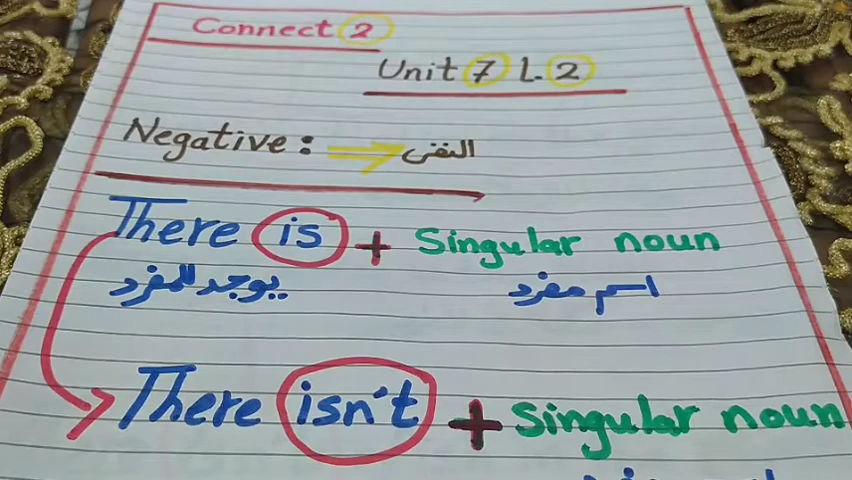 Connect 2
Unit 7 L. 2
Negative: النفى
There is + Singular noun
يوجد للمفرد اسم مفرد
There isn't + Singular noun